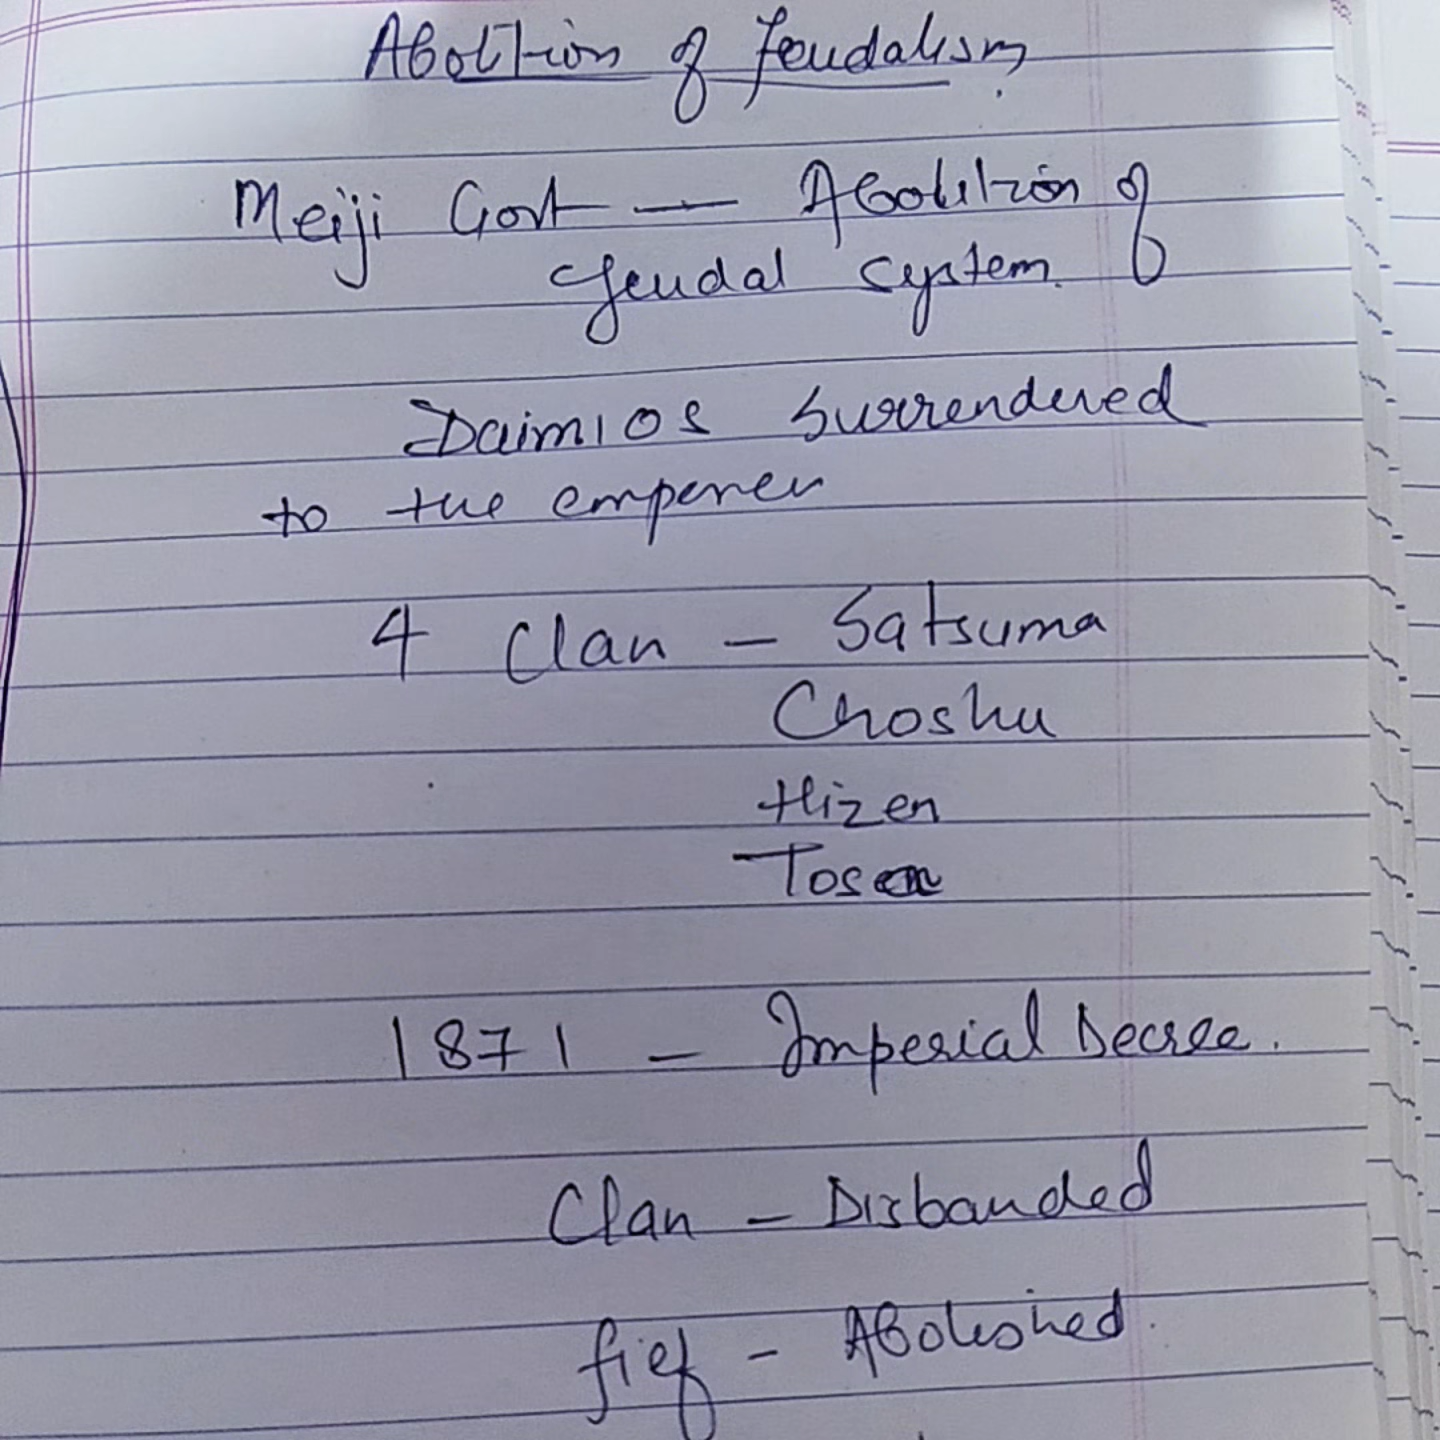 Abolition of feudalism.
Meiji Govt — Abolition of
feudal system.
Daimios surrendered
to the emperer
4 Clan - Satsuma
Choshu
Hizen
1871 - Imperial Decree.
Clan - Disbanded
fief - Abolished.